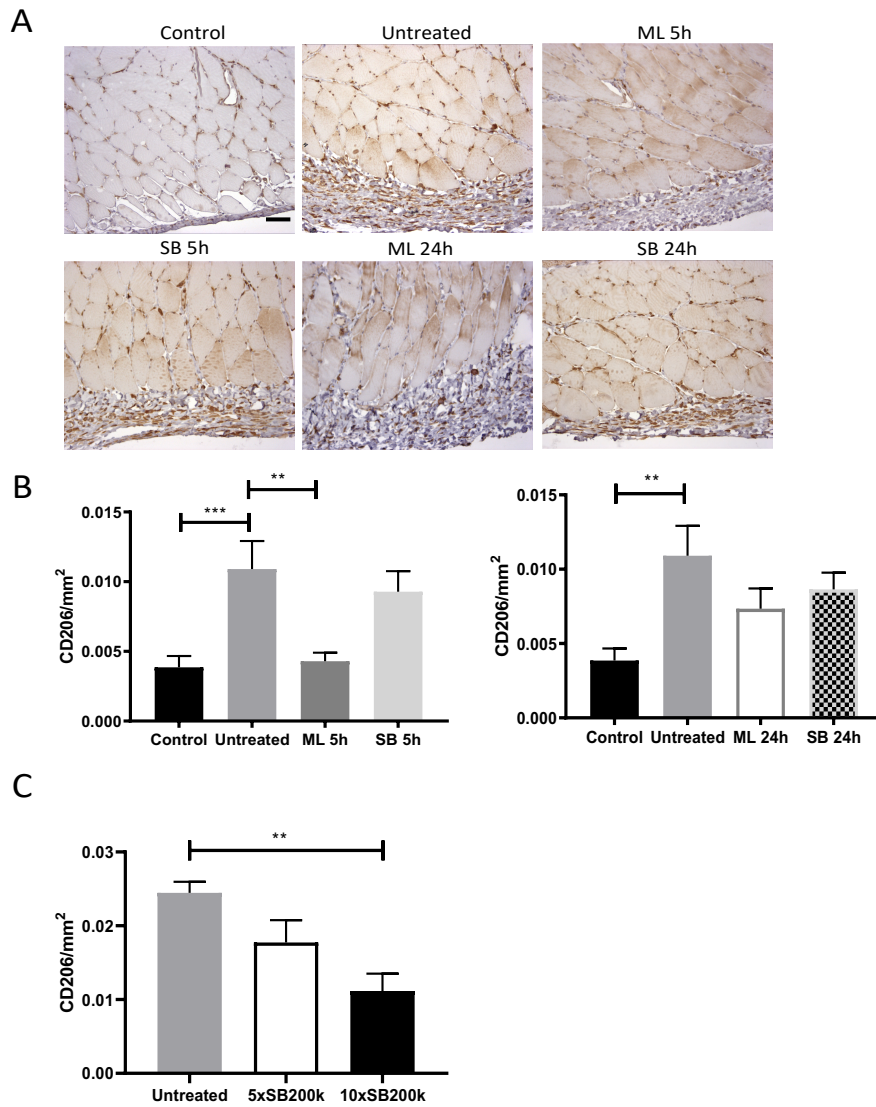 A
Control Untreated ML 5h
SB 5h ML 24h SB 24h
B
** 
***
0.015
0.010
0.005
0.000
CD206/mm²
Control Untreated ML 5h SB 5h
**
0.015
0.010
0.005
0.000
CD206/mm²
Control Untreated ML 24h SB 24h
C
**
0.03
0.02
0.01
0.00
CD206/mm²
Untreated 5xSB200k 10xSB200k